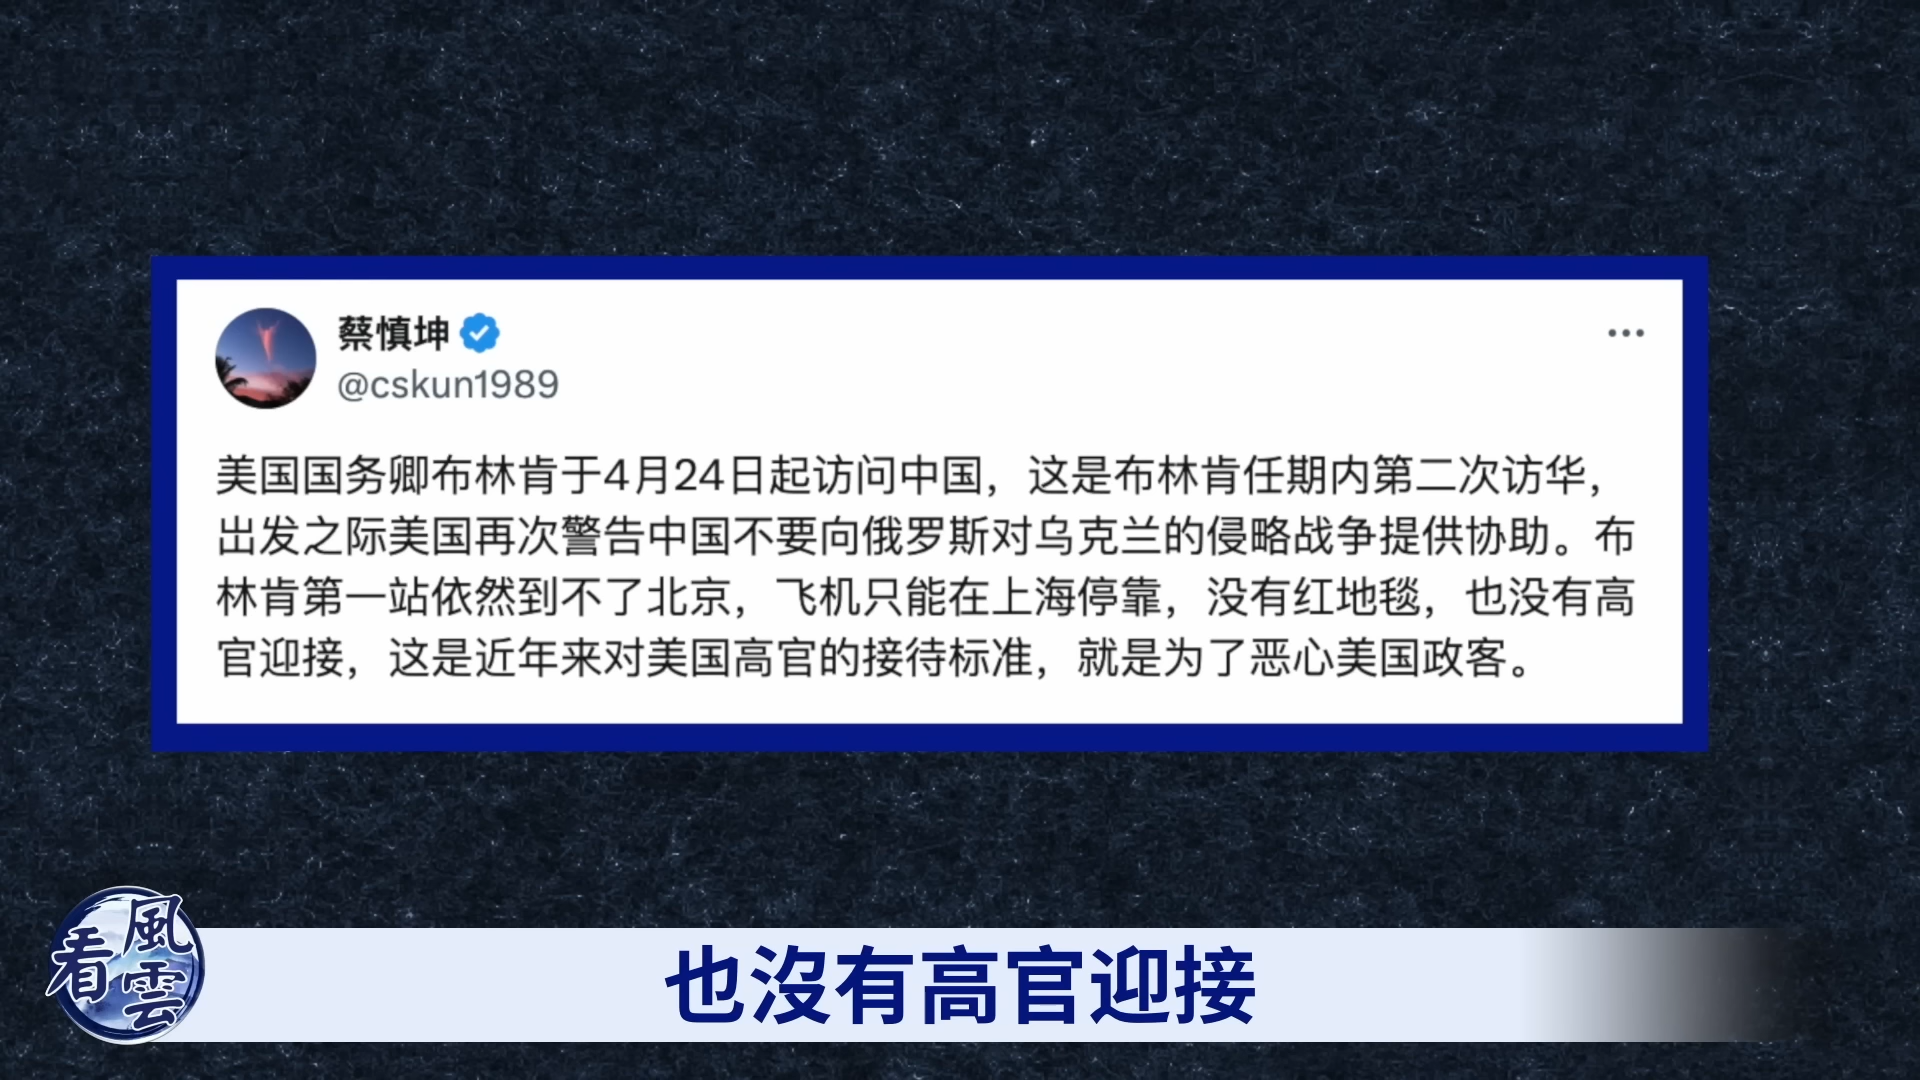 蔡慎坤
@cskun1989
美国国务卿布林肯于4月24日起访问中国，这是布林肯任期内第二次访华，
出发之际美国再次警告中国不要向俄罗斯对乌克兰的侵略战争提供协助。布
林肯第一站依然到不了北京，飞机只能在上海停靠，没有红地毯，也没有高
官迎接，这是近年来对美国高官的接待标准，就是为了恶心美国政客。
看風雲
也沒有高官迎接